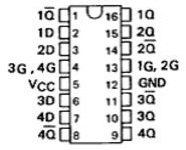 1Q̅ 1 16 1Q
1D 2 15 2Q
2D 3 14 2Q̅
3G, 4G 4 13 1G, 2G
VCC 5 12 GND
3D 6 11 3Q̅
4D 7 10 3Q
4Q̅ 8 9 4Q